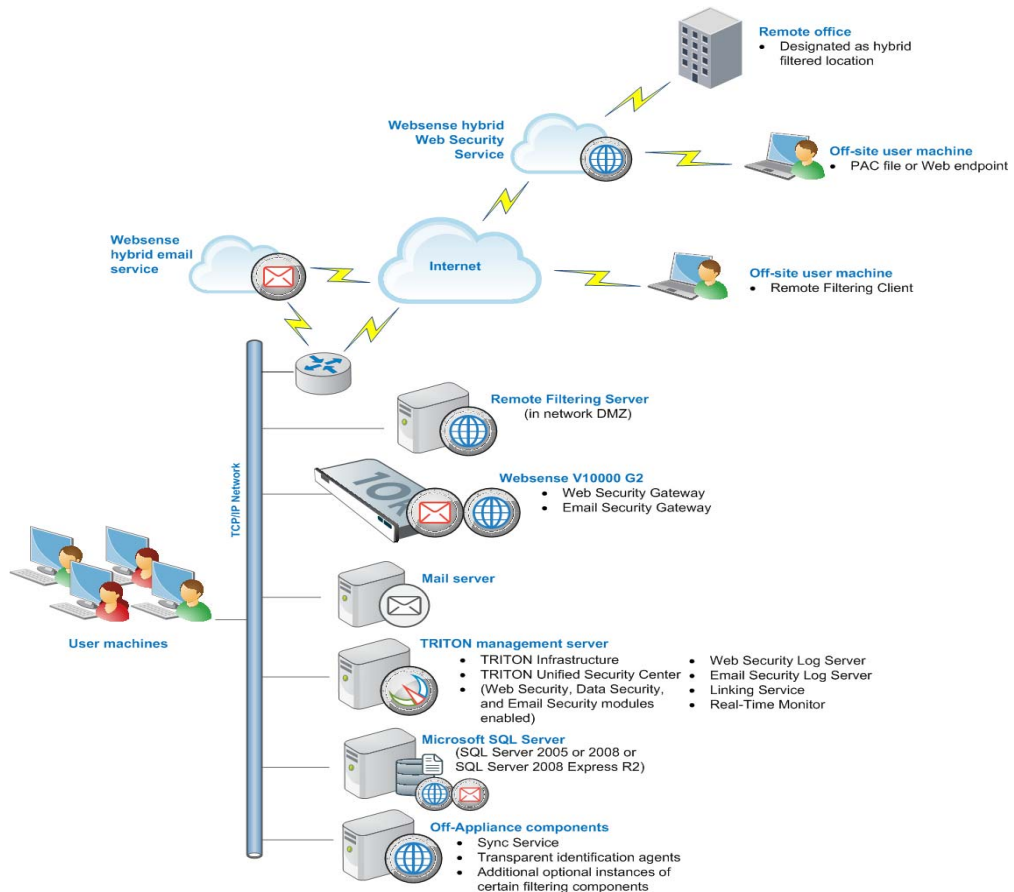 Remote office
• Designated as hybrid
filtered location
Websense hybrid
Web Security
Service
Off-site user machine
• PAC file or Web endpoint
Websense
hybrid email
service
Internet
Off-site user machine
• Remote Filtering Client
Remote Filtering Server
(in network DMZ)
TCP/IP Network
10K
Websense V10000 G2
• Web Security Gateway
• Email Security Gateway
Mail server
User machines
TRITON management server
• TRITON Infrastructure
• TRITON Unified Security Center
• (Web Security, Data Security,
and Email Security modules
enabled)
• Web Security Log Server
• Email Security Log Server
• Linking Service
• Real-Time Monitor
Microsoft SQL Server
(SQL Server 2005 or 2008 or
SQL Server 2008 Express R2)
Off-Appliance components
• Sync Service
• Transparent identification agents
• Additional optional instances of
certain filtering components